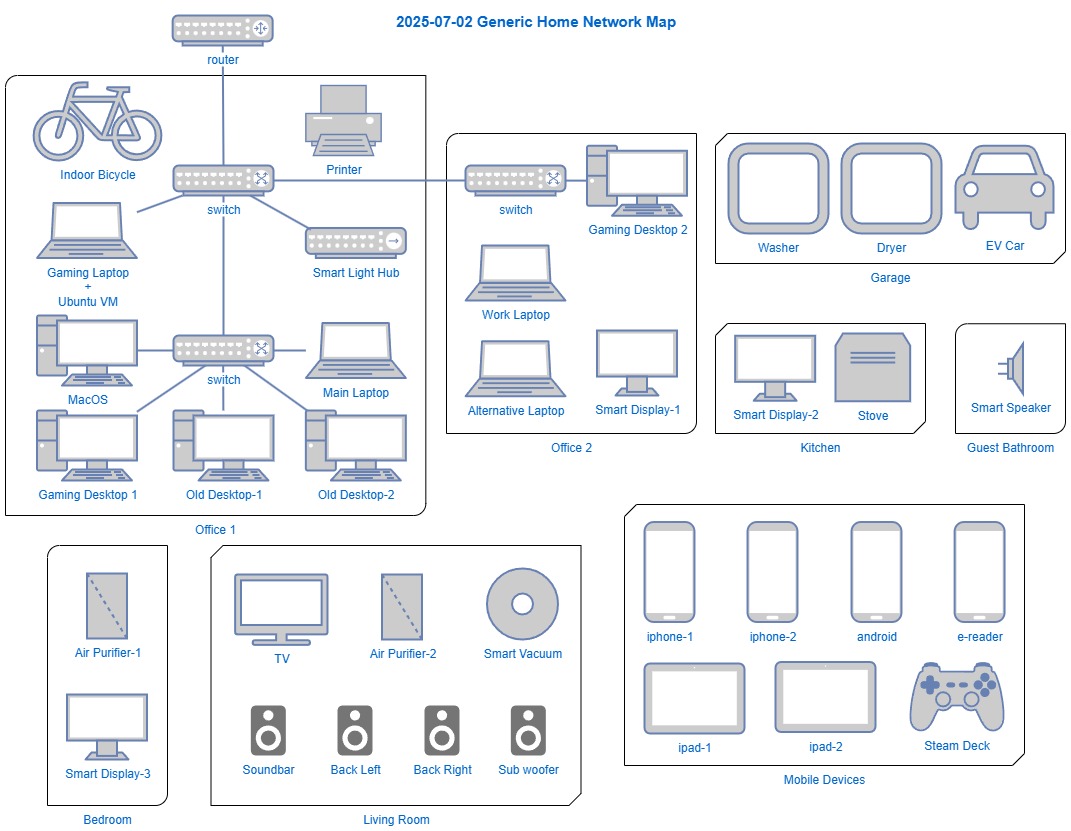 2025-07-02 Generic Home Network Map
router
Indoor Bicycle
Printer
switch
Gaming Laptop
+
Ubuntu VM
Smart Light Hub
MacOS
switch
Main Laptop
Gaming Desktop 1
Old Desktop-1
Old Desktop-2
Office 1
switch
Gaming Desktop 2
Work Laptop
Alternative Laptop
Smart Display-1
Office 2
Washer
Dryer
EV Car
Garage
Smart Display-2
Stove
Kitchen
Smart Speaker
Guest Bathroom
Air Purifier-1
Smart Display-3
Bedroom
TV
Air Purifier-2
Smart Vacuum
Soundbar
Back Left
Back Right
Sub woofer
Living Room
iphone-1
iphone-2
android
e-reader
ipad-1
ipad-2
Steam Deck
Mobile Devices